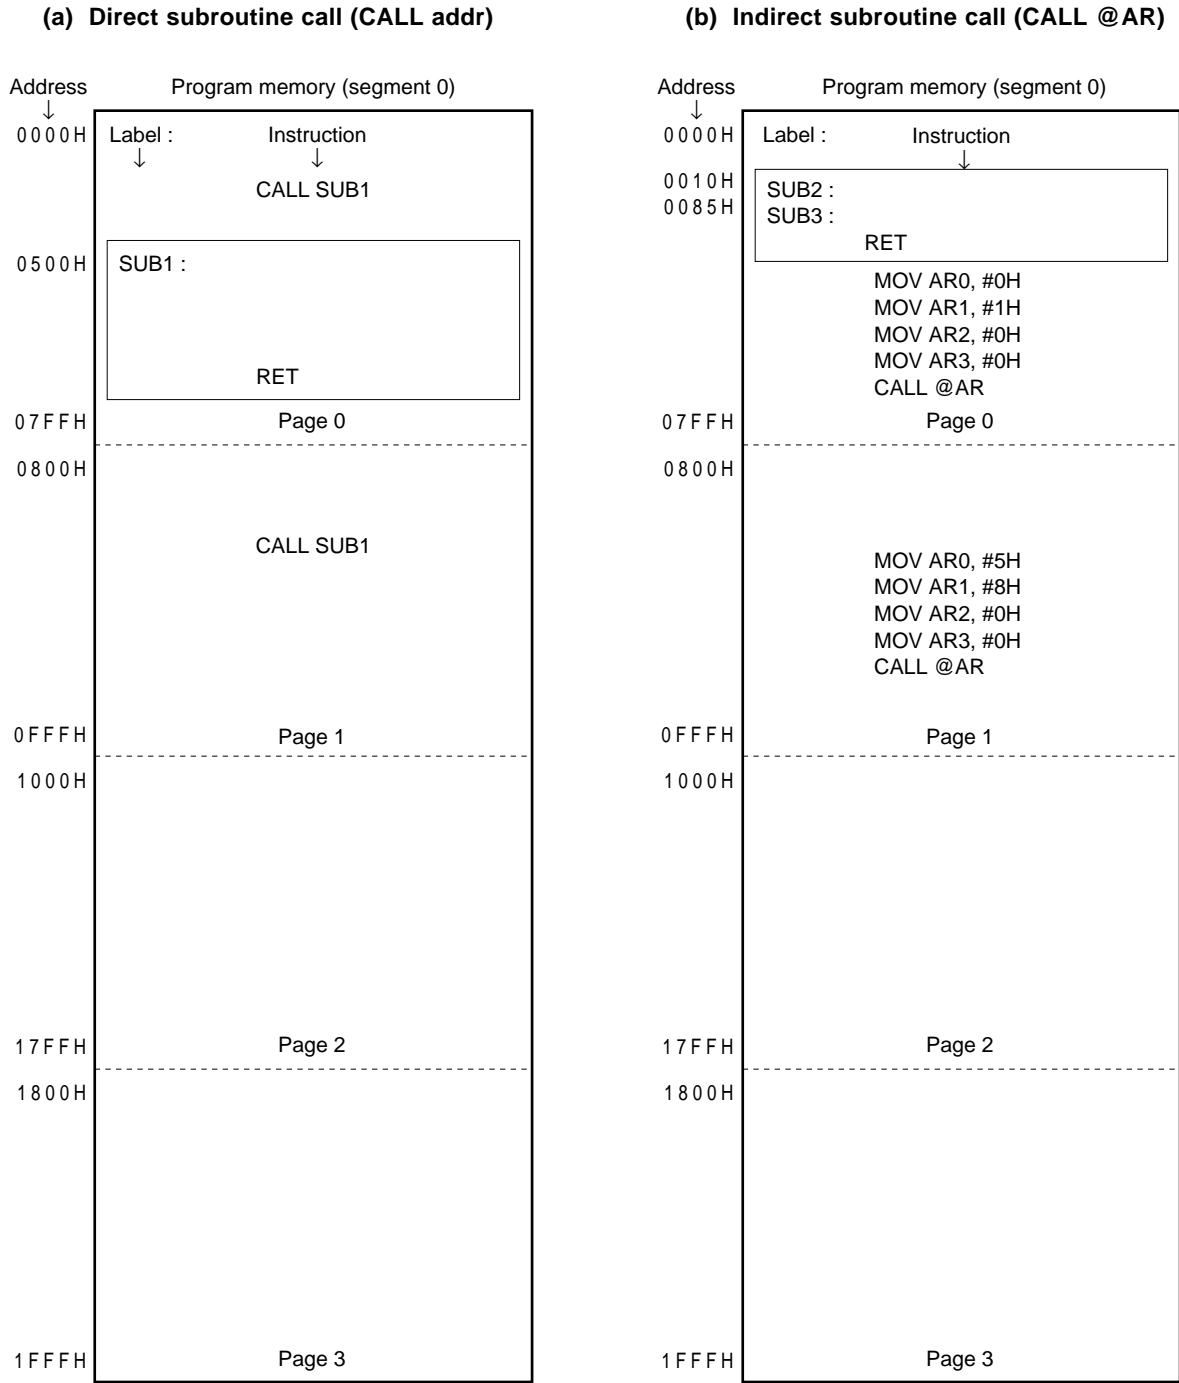 (a) Direct subroutine call (CALL addr)
Address Program memory (segment 0)
↓
0000H Label : Instruction
↓ ↓
CALL SUB1
0500H SUB1 :
RET
07FFH Page 0
0800H
CALL SUB1
0FFFH Page 1
1000H
17FFH Page 2
1800H
1FFFH Page 3
(b) Indirect subroutine call (CALL @AR)
Address Program memory (segment 0)
↓
0000H Label : Instruction
↓
0010H SUB2 :
0085H SUB3 :
RET
MOV AR0, #0H
MOV AR1, #1H
MOV AR2, #0H
MOV AR3, #0H
CALL @AR
07FFH Page 0
0800H
MOV AR0, #5H
MOV AR1, #8H
MOV AR2, #0H
MOV AR3, #0H
CALL @AR
0FFFH Page 1
1000H
17FFH Page 2
1800H
1FFFH Page 3